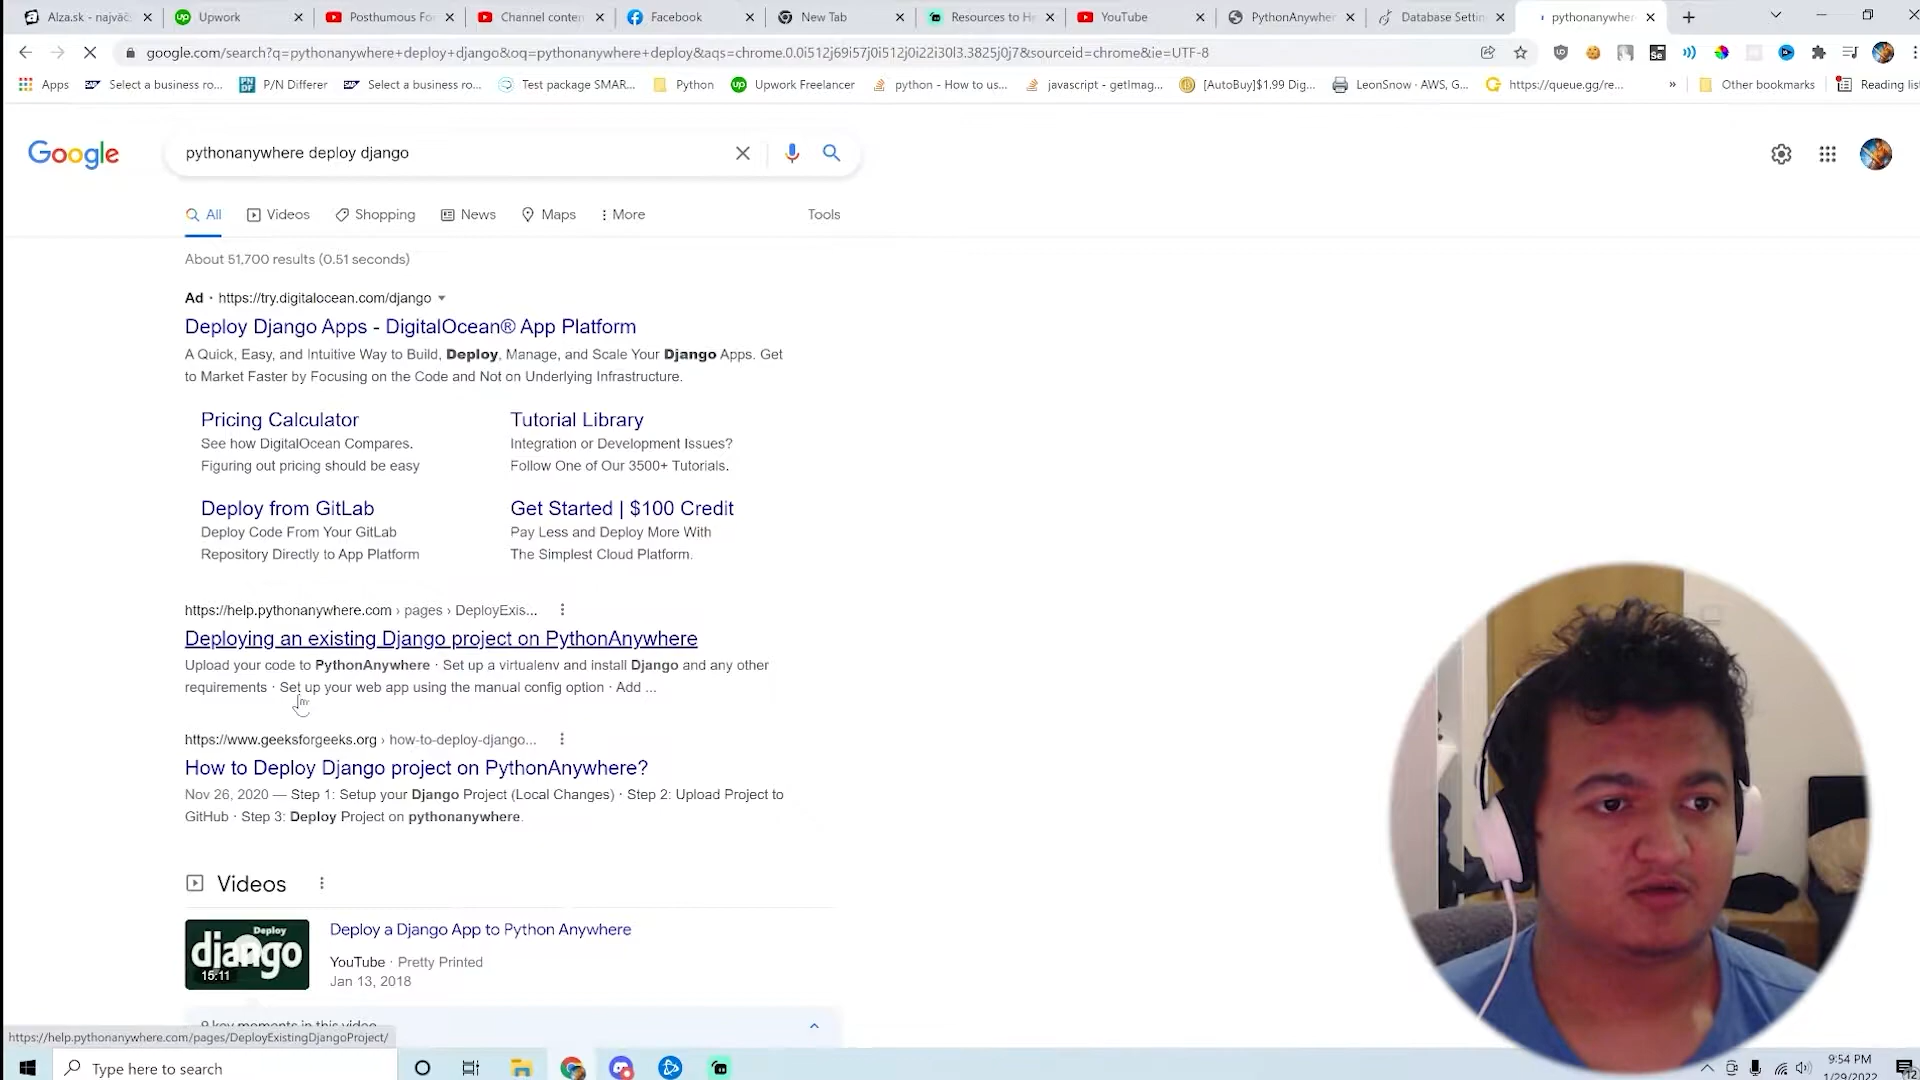 Alza.sk - najväč
Upwork
Posthumous Fo
Channel conten
Facebook
New Tab
Resources to He
YouTube
PythonAnywher
Database Settin
pythonanywher
google.com/search?q=pythonanywhere+deploy+django&oq=pythonanywhere+deploy&aqs=chrome.0.0i512j69i57j0i512j0i22i30l3.3825j0j7&sourceid=chrome&ie=UTF-8
Apps
Select a business ro...
P/N Differer
Select a business ro...
Test package SMAR...
Python
Upwork Freelancer
python - How to us...
javascript - getImag...
[AutoBuy]$1.99 Dig...
LeonSnow · AWS, G...
https://queue.gg/re...
»
Other bookmarks
Reading list
Google
pythonanywhere deploy django
All
Videos
Shopping
News
Maps
More
Tools
About 51,700 results (0.51 seconds)
Ad · https://try.digitalocean.com/django
Deploy Django Apps - DigitalOcean® App Platform
A Quick, Easy, and Intuitive Way to Build, Deploy, Manage, and Scale Your Django Apps. Get
to Market Faster by Focusing on the Code and Not on Underlying Infrastructure.
Pricing Calculator
See how DigitalOcean Compares.
Figuring out pricing should be easy
Tutorial Library
Integration or Development Issues?
Follow One of Our 3500+ Tutorials.
Deploy from GitLab
Deploy Code From Your GitLab
Repository Directly to App Platform
Get Started | $100 Credit
Pay Less and Deploy More With
The Simplest Cloud Platform.
https://help.pythonanywhere.com › pages › DeployExis...
Deploying an existing Django project on PythonAnywhere
Upload your code to PythonAnywhere · Set up a virtualenv and install Django and any other
requirements · Set up your web app using the manual config option · Add ...
https://www.geeksforgeeks.org › how-to-deploy-django...
How to Deploy Django project on PythonAnywhere?
Nov 26, 2020 — Step 1: Setup your Django Project (Local Changes) · Step 2: Upload Project to
GitHub · Step 3: Deploy Project on pythonanywhere.
Videos
Deploy
django
15:11
Deploy a Django App to Python Anywhere
YouTube · Pretty Printed
Jan 13, 2018
9 key moments in this video
https://help.pythonanywhere.com/pages/DeployExistingDjangoProject/
Type here to search
9:54 PM
1/29/2022
12